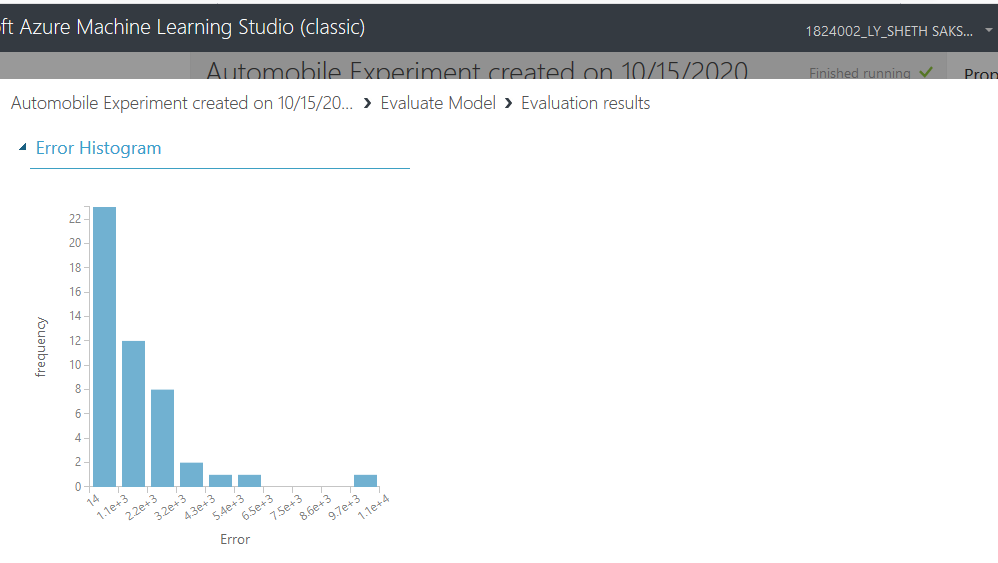 ft Azure Machine Learning Studio (classic)
1824002_LY_SHETH SAKS...
Automobile Experiment created on 10/15/2020
Finished running
Prop
Automobile Experiment created on 10/15/20... › Evaluate Model › Evaluation results
Error Histogram
22
20
18
16
14
12
10
8
6
4
2
0
frequency
14
1.1e+3
2.2e+3
3.2e+3
4.3e+3
5.4e+3
6.5e+3
7.5e+3
8.6e+3
9.7e+3
1.1e+4
Error